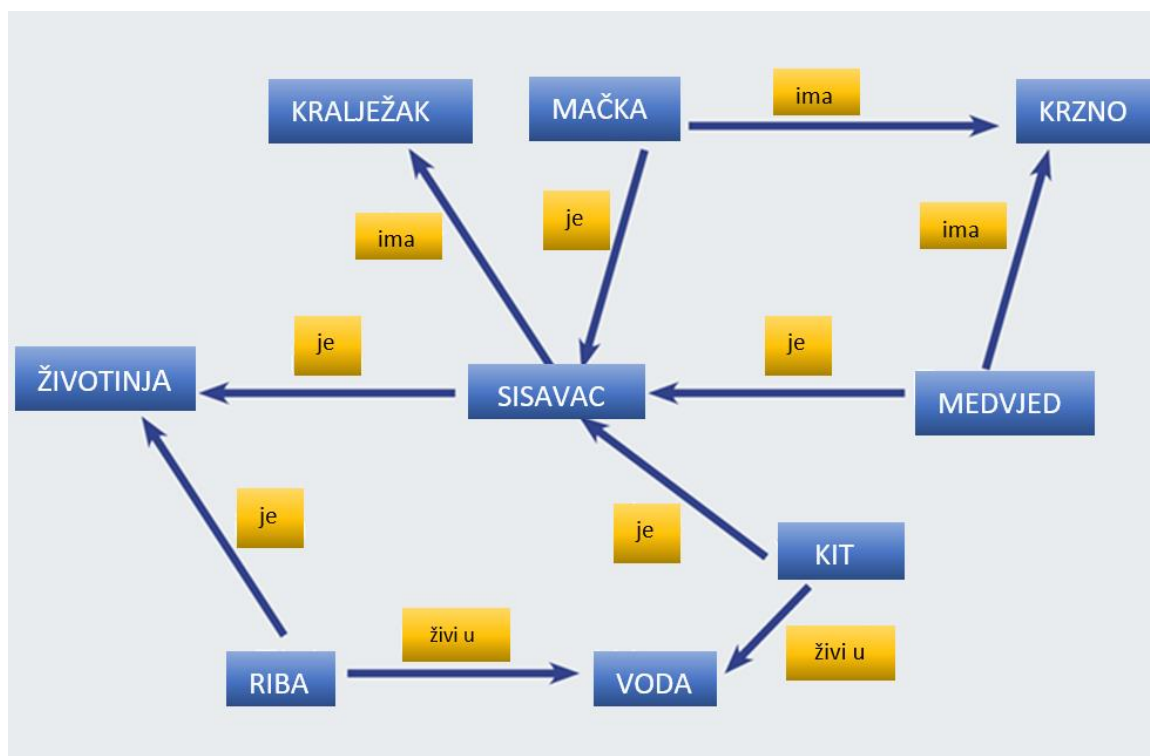 KRALJEŽAK
MAČKA
ima
KRZNO
ima
je
ima
ŽIVOTINJA
je
SISAVAC
je
MEDVJED
je
je
KIT
RIBA
živi u
VODA
živi u